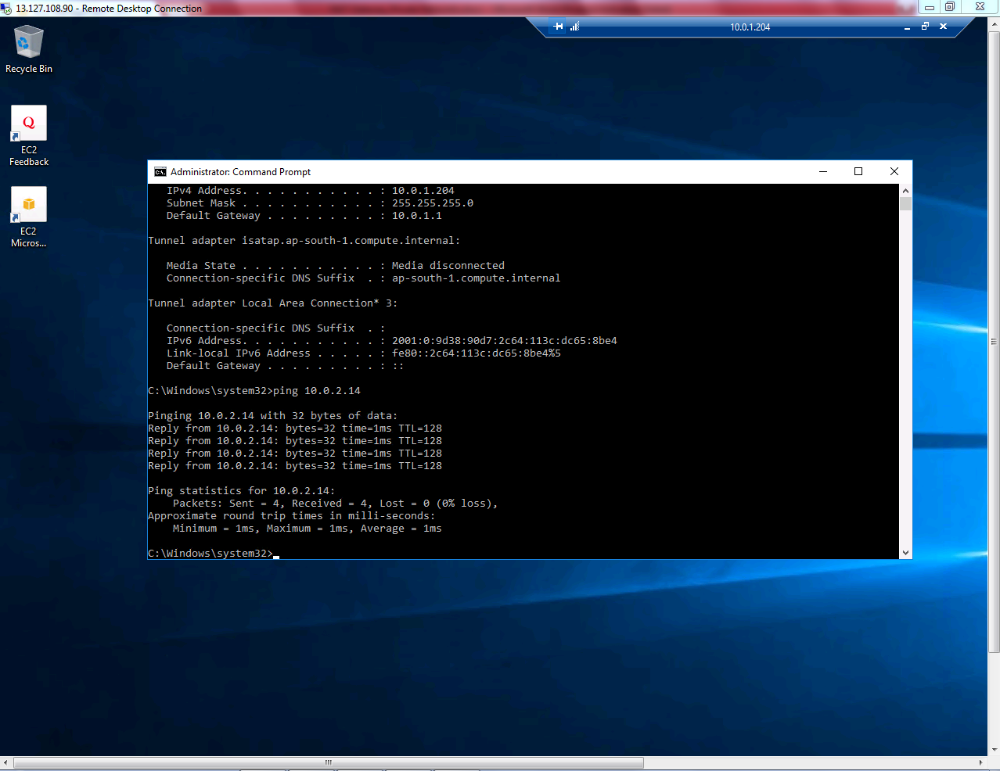 13.127.108.90 - Remote Desktop Connection
10.0.1.204
Recycle Bin
Q
EC2
Feedback
EC2
Micros...
C:\.
Administrator: Command Prompt
   IPv4 Address. . . . . . . . . . . : 10.0.1.204
   Subnet Mask . . . . . . . . . . . : 255.255.255.0
   Default Gateway . . . . . . . . . : 10.0.1.1
Tunnel adapter isatap.ap-south-1.compute.internal:
   Media State . . . . . . . . . . . : Media disconnected
   Connection-specific DNS Suffix  . : ap-south-1.compute.internal
Tunnel adapter Local Area Connection* 3:
   Connection-specific DNS Suffix  . :
   IPv6 Address. . . . . . . . . . . : 2001:0:9d38:90d7:2c64:113c:dc65:8be4
   Link-local IPv6 Address . . . . . : fe80::2c64:113c:dc65:8be4%5
   Default Gateway . . . . . . . . . : ::
C:\Windows\system32>ping 10.0.2.14
Pinging 10.0.2.14 with 32 bytes of data:
Reply from 10.0.2.14: bytes=32 time=1ms TTL=128
Reply from 10.0.2.14: bytes=32 time=1ms TTL=128
Reply from 10.0.2.14: bytes=32 time=1ms TTL=128
Reply from 10.0.2.14: bytes=32 time=1ms TTL=128
Ping statistics for 10.0.2.14:
    Packets: Sent = 4, Received = 4, Lost = 0 (0% loss),
Approximate round trip times in milli-seconds:
    Minimum = 1ms, Maximum = 1ms, Average = 1ms
C:\Windows\system32>